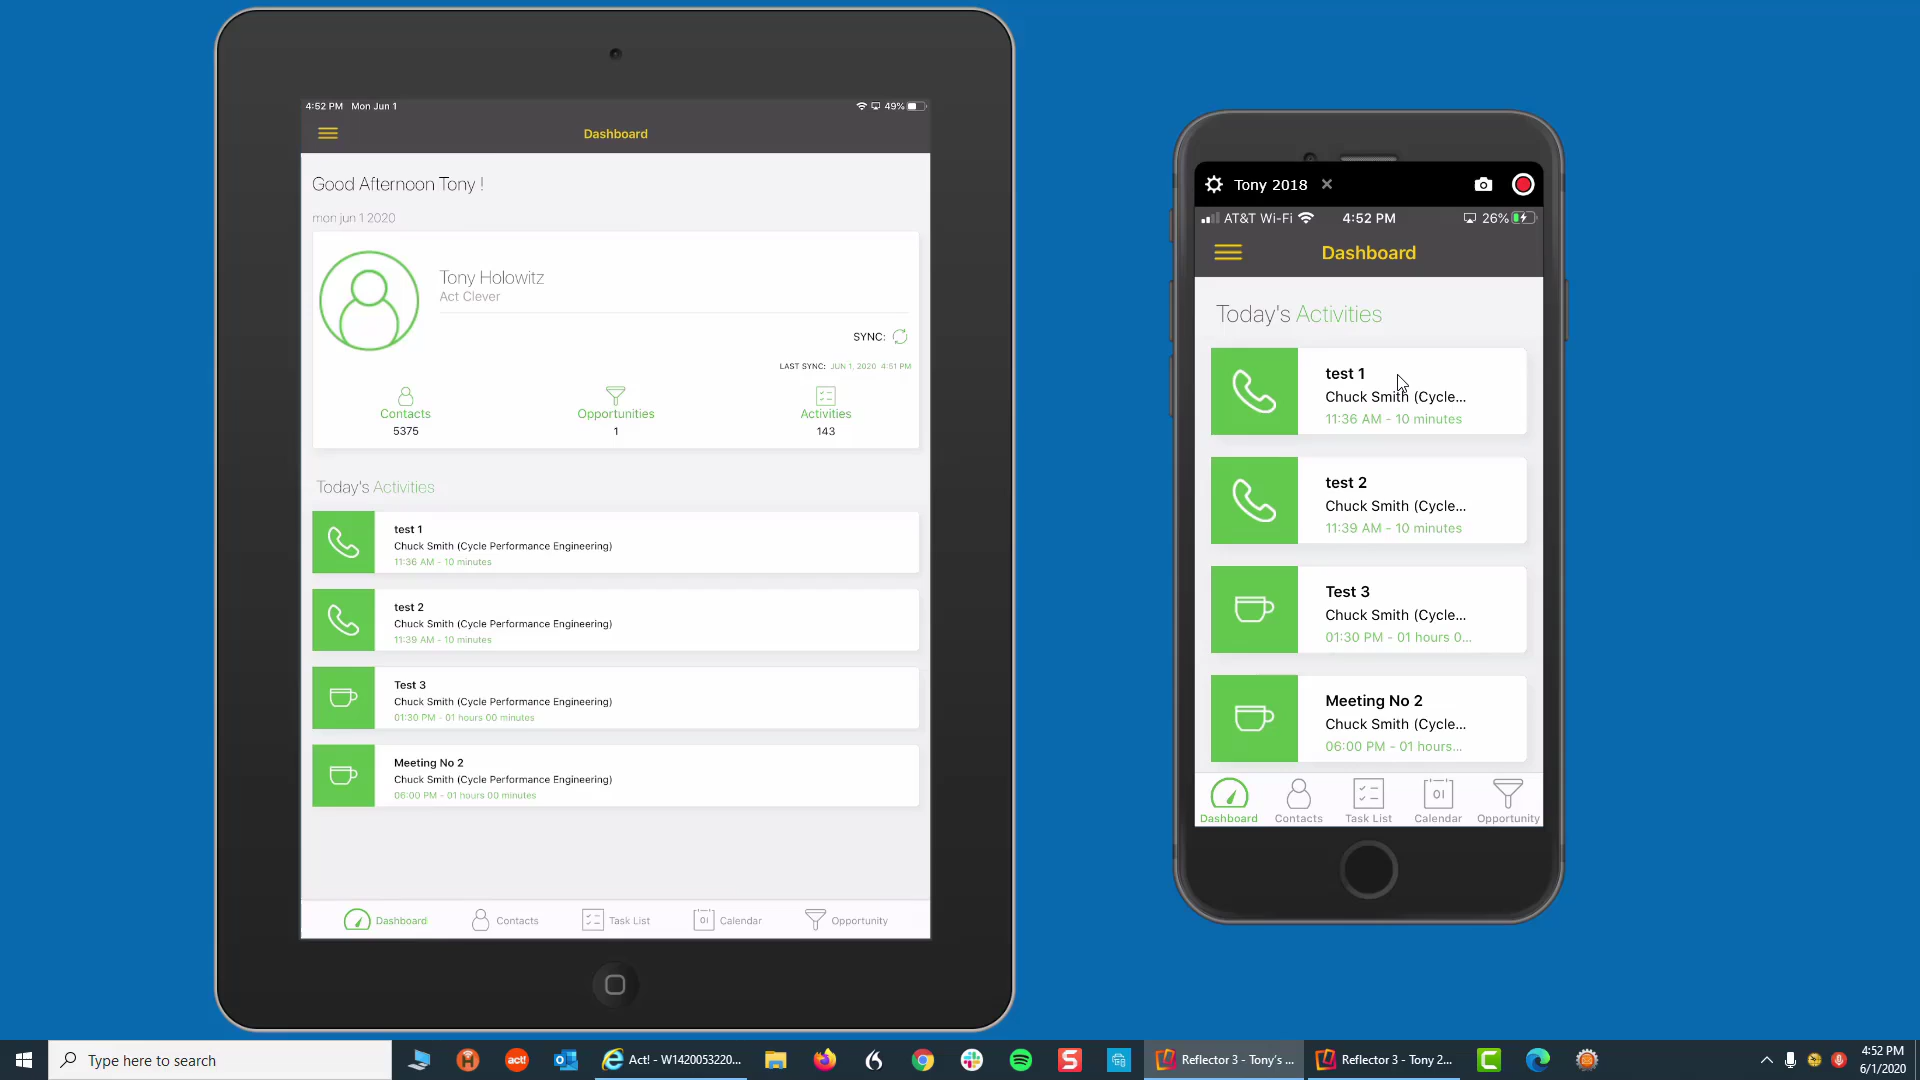 4:52 PM Mon Jun 1
49%
Dashboard
Good Afternoon Tony !
mon jun 1 2020
Tony Holowitz
Act Clever
SYNC:
LAST SYNC: JUN 1, 2020 4:51 PM
Contacts
5375
Opportunities
1
Activities
143
Today's Activities
test 1
Chuck Smith (Cycle Performance Engineering)
11:36 AM - 10 minutes
test 2
Chuck Smith (Cycle Performance Engineering)
11:39 AM - 10 minutes
Test 3
Chuck Smith (Cycle Performance Engineering)
01:30 PM - 01 hours 00 minutes
Meeting No 2
Chuck Smith (Cycle Performance Engineering)
06:00 PM - 01 hours 00 minutes
Dashboard
Contacts
Task List
01
Calendar
Opportunity
Tony 2018
AT&T Wi-Fi
4:52 PM
26%
Dashboard
Today's Activities
test 1
Chuck Smith (Cycle...
11:36 AM - 10 minutes
test 2
Chuck Smith (Cycle...
11:39 AM - 10 minutes
Test 3
Chuck Smith (Cycle...
01:30 PM - 01 hours 0...
Meeting No 2
Chuck Smith (Cycle...
06:00 PM - 01 hours...
01
Dashboard
Contacts
Task List
Calendar
Opportunity
Type here to search
act!
Act! - W1420053220...
Reflector 3 - Tony's ...
Reflector 3 - Tony 2...
4:52 PM
6/1/2020